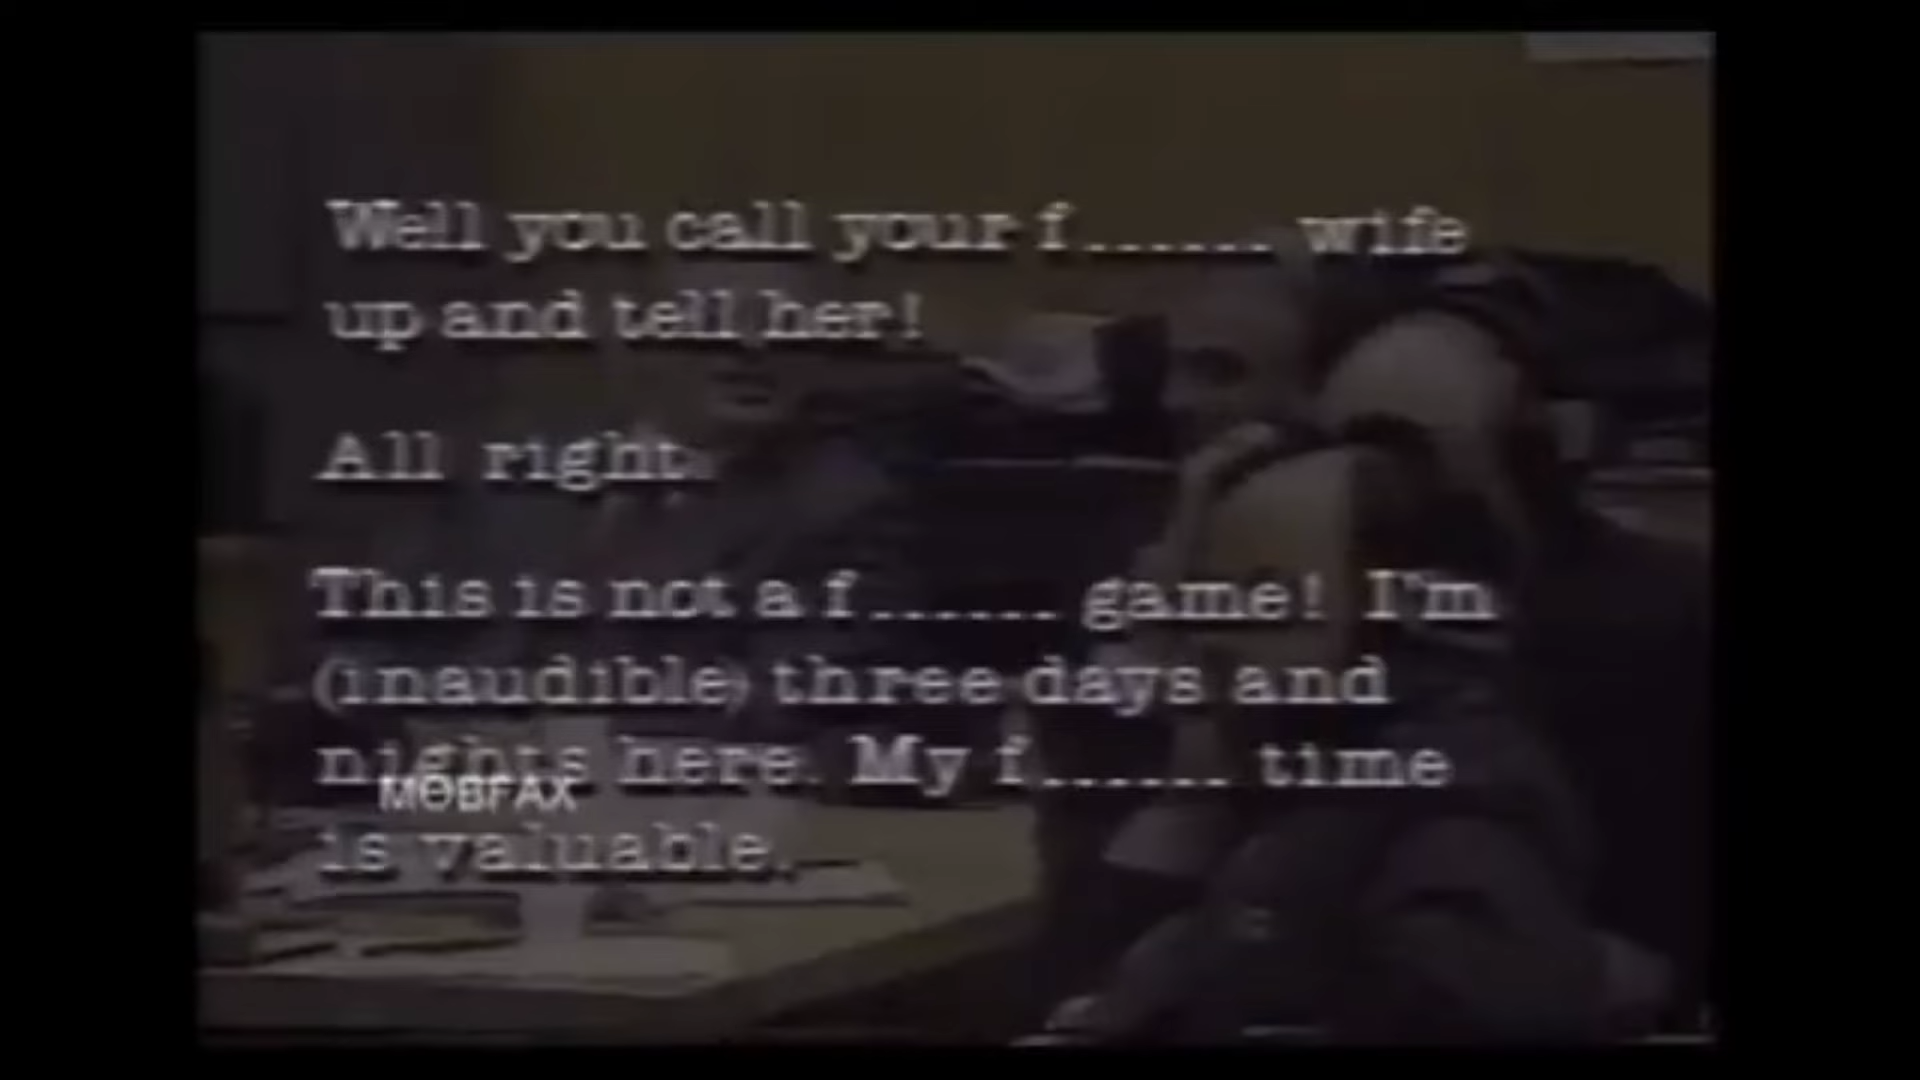 Well you call your f...... wife
up and tell her!
All right.
This is not a f...... game! I'm
(inaudible) three days and
nights here. My f...... time
MOBFAX
is valuable.